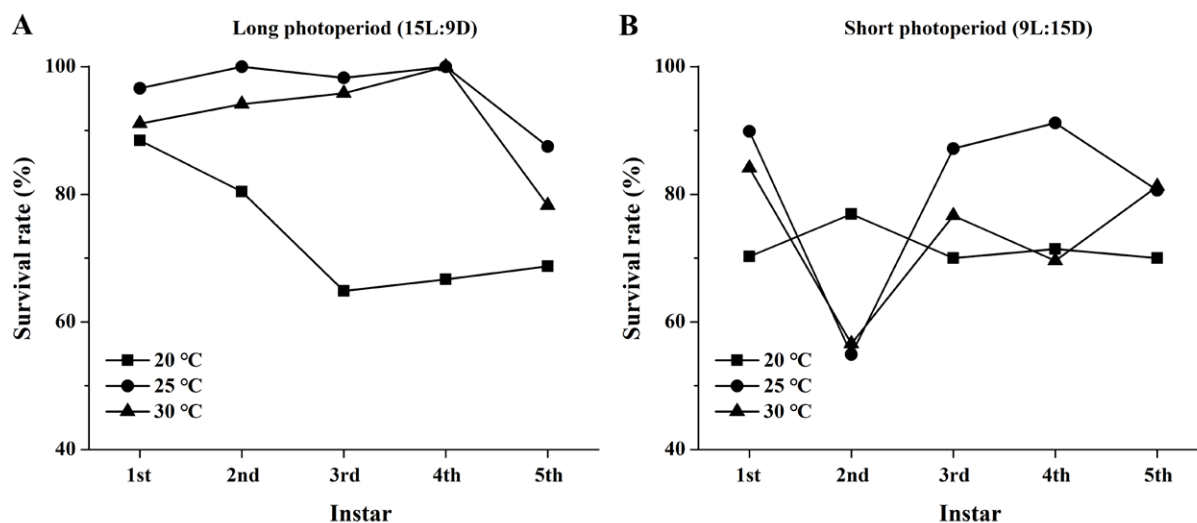 A
Long photoperiod (15L:9D)
100
80
60
40
Survival rate (%)
20 °C
25 °C
30 °C
1st 2nd 3rd 4th 5th
Instar
B
Short photoperiod (9L:15D)
100
80
60
40
Survival rate (%)
20 °C
25 °C
30 °C
1st 2nd 3rd 4th 5th
Instar